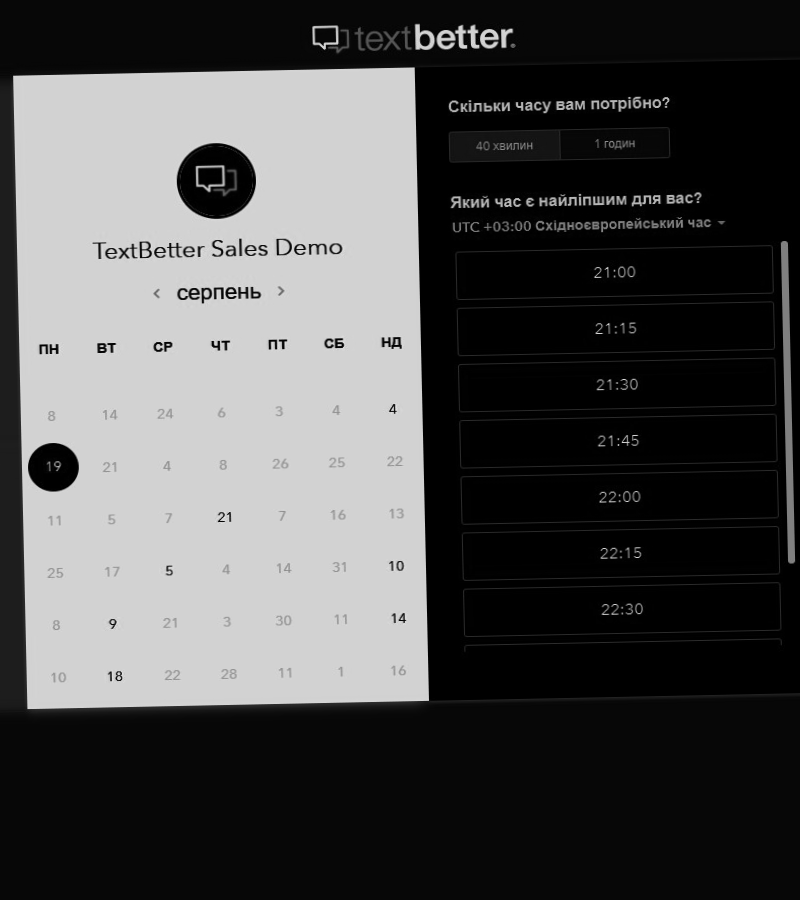 textbetter.
TextBetter Sales Demo
‹ серпень ›
ПН ВТ СР ЧТ ПТ СБ НД
8 14 24 6 3 4 4
19 21 4 8 26 25 22
11 5 7 21 7 16 13
25 17 5 4 14 31 10
8 9 21 3 30 11 14
10 18 22 28 11 1 16
Скільки часу вам потрібно?
40 хвилин 1 годин
Який час є найліпшим для вас?
UTC +03:00 Східноєвропейський час
21:00
21:15
21:30
21:45
22:00
22:15
22:30